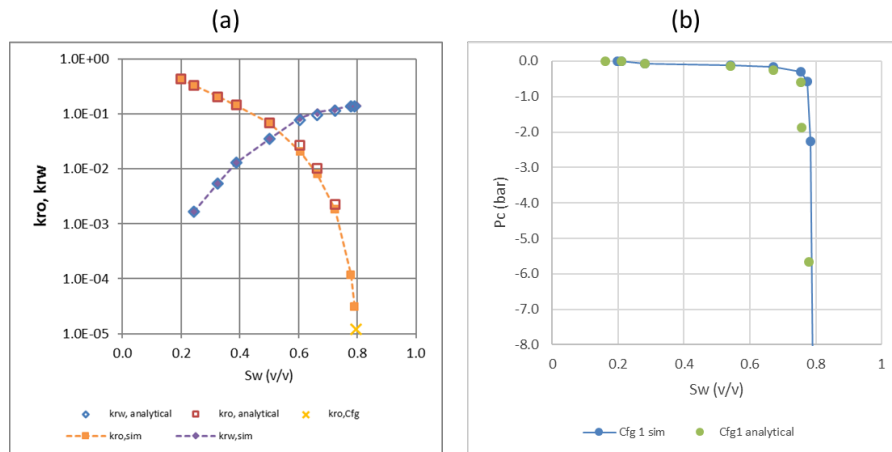 (a)
kro, krw
1.0E+00
1.0E-01
1.0E-02
1.0E-03
1.0E-04
1.0E-05
0.0 0.2 0.4 0.6 0.8 1.0
Sw (v/v)
krw, analytical kro, analytical kro,Cfg
kro,sim krw,sim
(b)
Pc (bar)
0.0
-1.0
-2.0
-3.0
-4.0
-5.0
-6.0
-7.0
-8.0
0 0.2 0.4 0.6 0.8 1
Sw (v/v)
Cfg 1 sim Cfg1 analytical